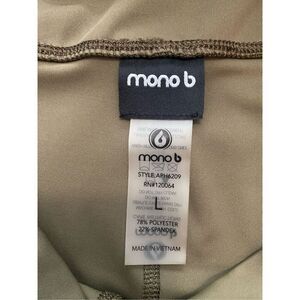 mono b
mono b
STYLE:APH6209
RN#120064
L
78% POLYESTER
22% SPANDEX
MADE IN VIETNAM